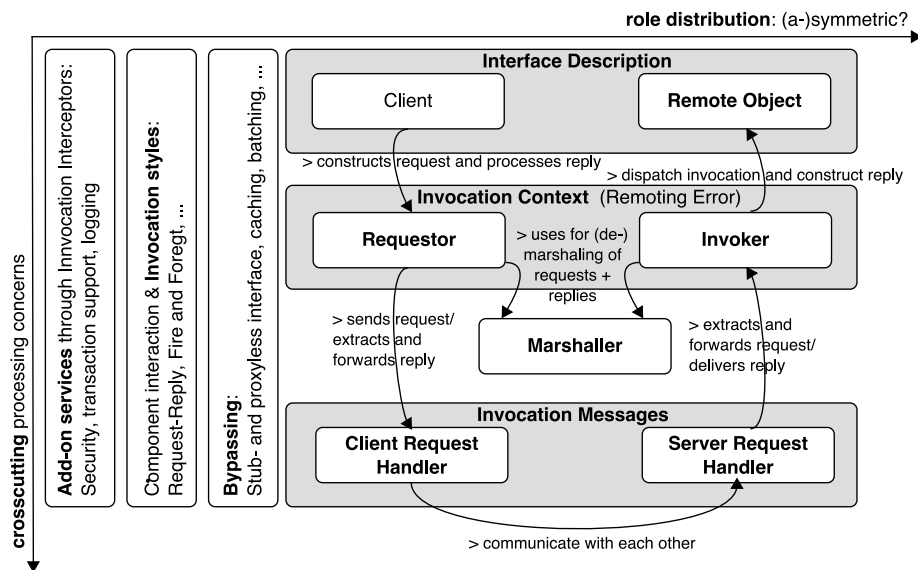 role distribution: (a-)symmetric?
crosscutting processing concerns
Add-on services through Invocation Interceptors:
Security, transaction support, logging
Component interaction & Invocation styles:
Request-Reply, Fire and Foregt, ...
Bypassing:
Stub- and proxyless interface, caching, batching, ...
Interface Description
Client
Remote Object
> constructs request and processes reply
> dispatch invocation and construct reply
Invocation Context (Remoting Error)
Requestor
> uses for (de-)
marshaling of
requests +
replies
Invoker
> sends request/
extracts and
forwards reply
Marshaller
> extracts and
forwards request/
delivers reply
Invocation Messages
Client Request
Handler
Server Request
Handler
> communicate with each other